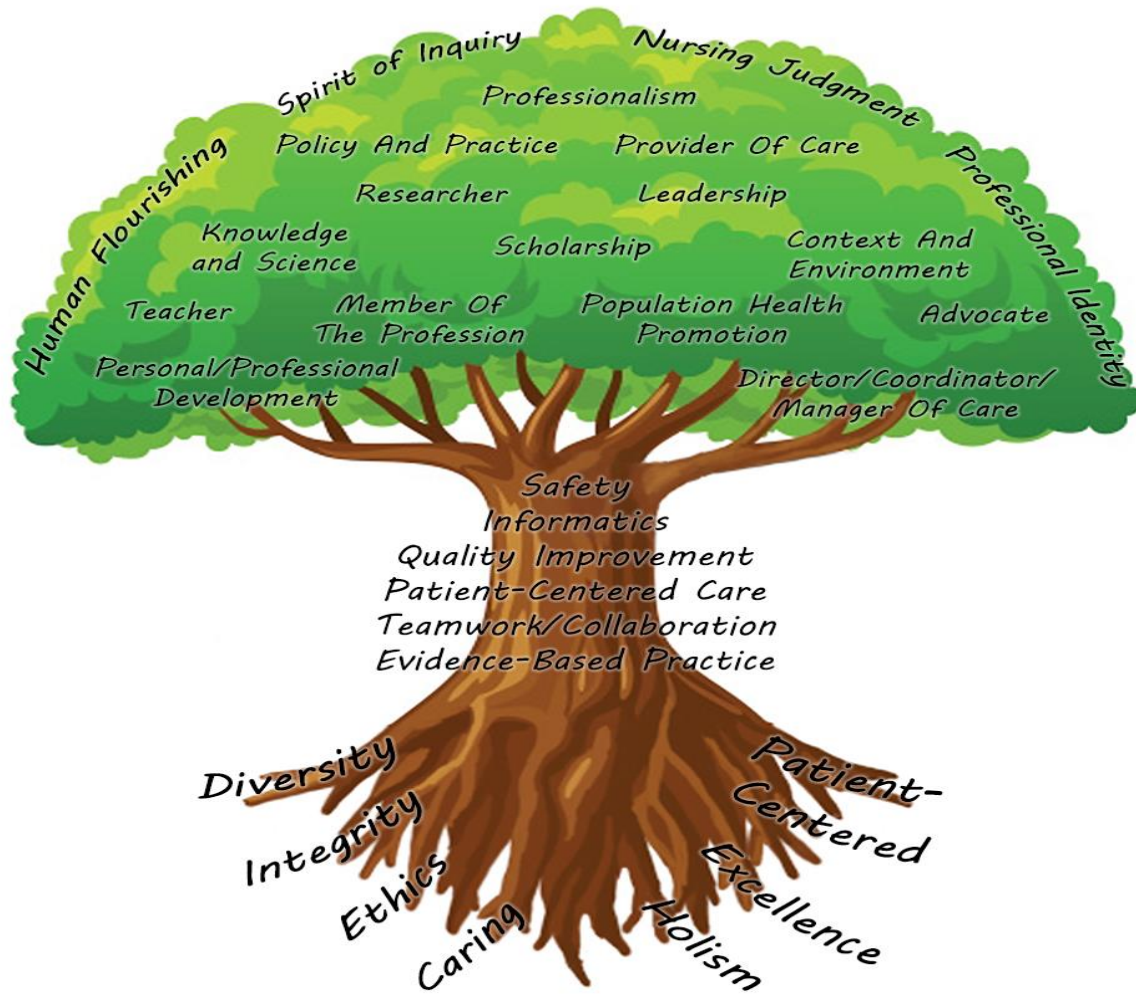 Spirit of Inquiry
Nursing Judgment
Human Flourishing
Professional Identity
Professionalism
Policy And Practice
Provider Of Care
Researcher
Leadership
Knowledge
and Science
Scholarship
Context And
Environment
Teacher
Member Of
The Profession
Population Health
Promotion
Advocate
Personal/Professional
Development
Director/Coordinator/
Manager Of Care
Safety
Informatics
Quality Improvement
Patient-Centered Care
Teamwork/Collaboration
Evidence-Based Practice
Diversity
Integrity
Ethics
Caring
Holism
Excellence
Patient-
Centered